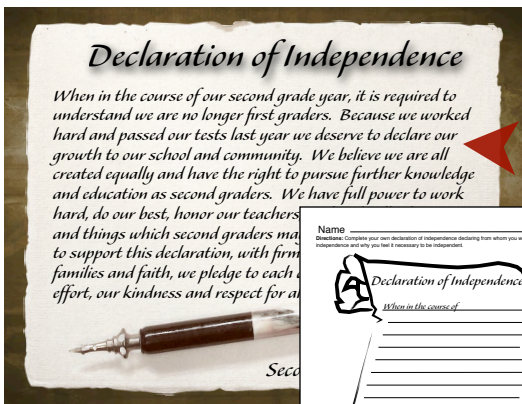 Declaration of Independence
When in the course of our second grade year, it is required to
understand we are no longer first graders.  Because we worked
hard and passed our tests last year we deserve to declare our
growth to our school and community.  We believe we are all
created equally and have the right to pursue further knowledge
and education as second graders.  We have full power to work
hard, do our best, honor our teachers
and things which second graders ma
to support this declaration, with firm
families and faith, we pledge to each
effort, our kindness and respect for al
Seco
Name
Directions: Complete your own declaration of independence declaring from whom you w
independence and why you feel it necessary to be independent.
Declaration of Independence
When in the course of